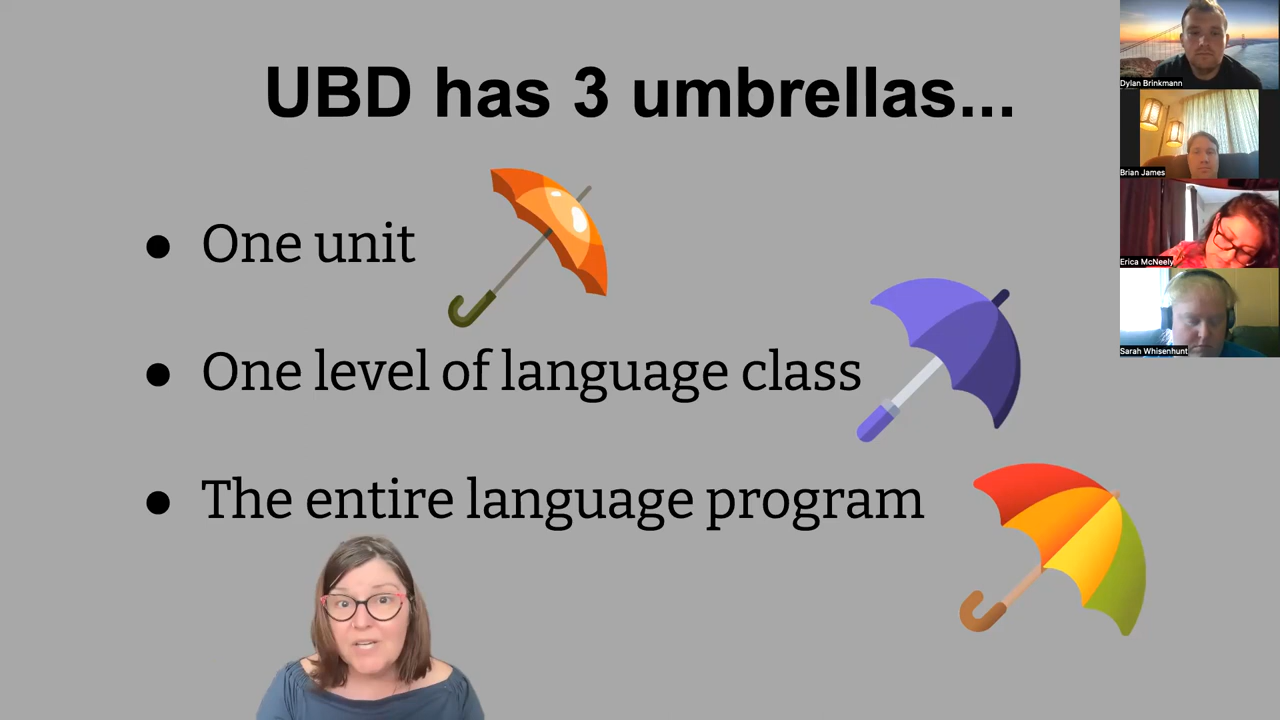 UBD has 3 umbrellas...
● One unit
● One level of language class
● The entire language program
Dylan Brinkmann
Brian James
Erica McNeely
Sarah Whisenhunt